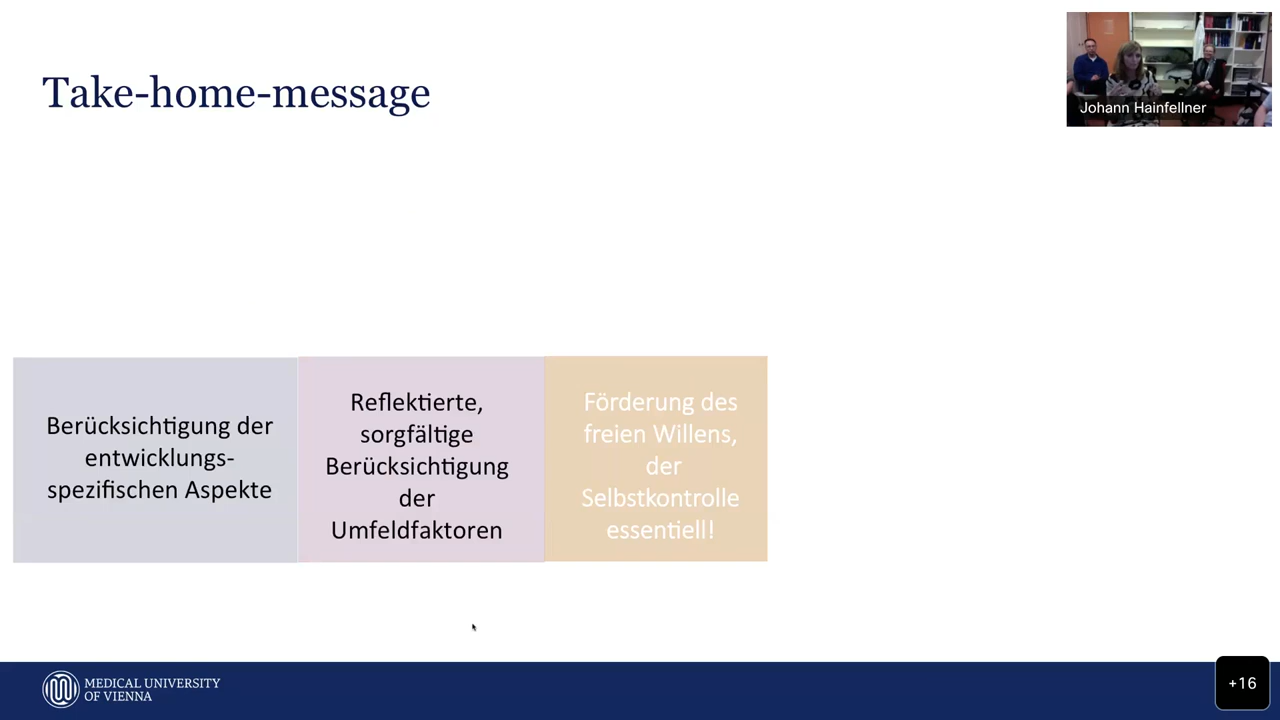 Take-home-message
Johann Hainfellner
Berücksichtigung der
entwicklungs-
spezifischen Aspekte
Reflektierte,
sorgfältige
Berücksichtigung
der
Umfeldfaktoren
Förderung des
freien Willens,
der
Selbstkontrolle
essentiell!
MEDICAL UNIVERSITY
OF VIENNA
+16